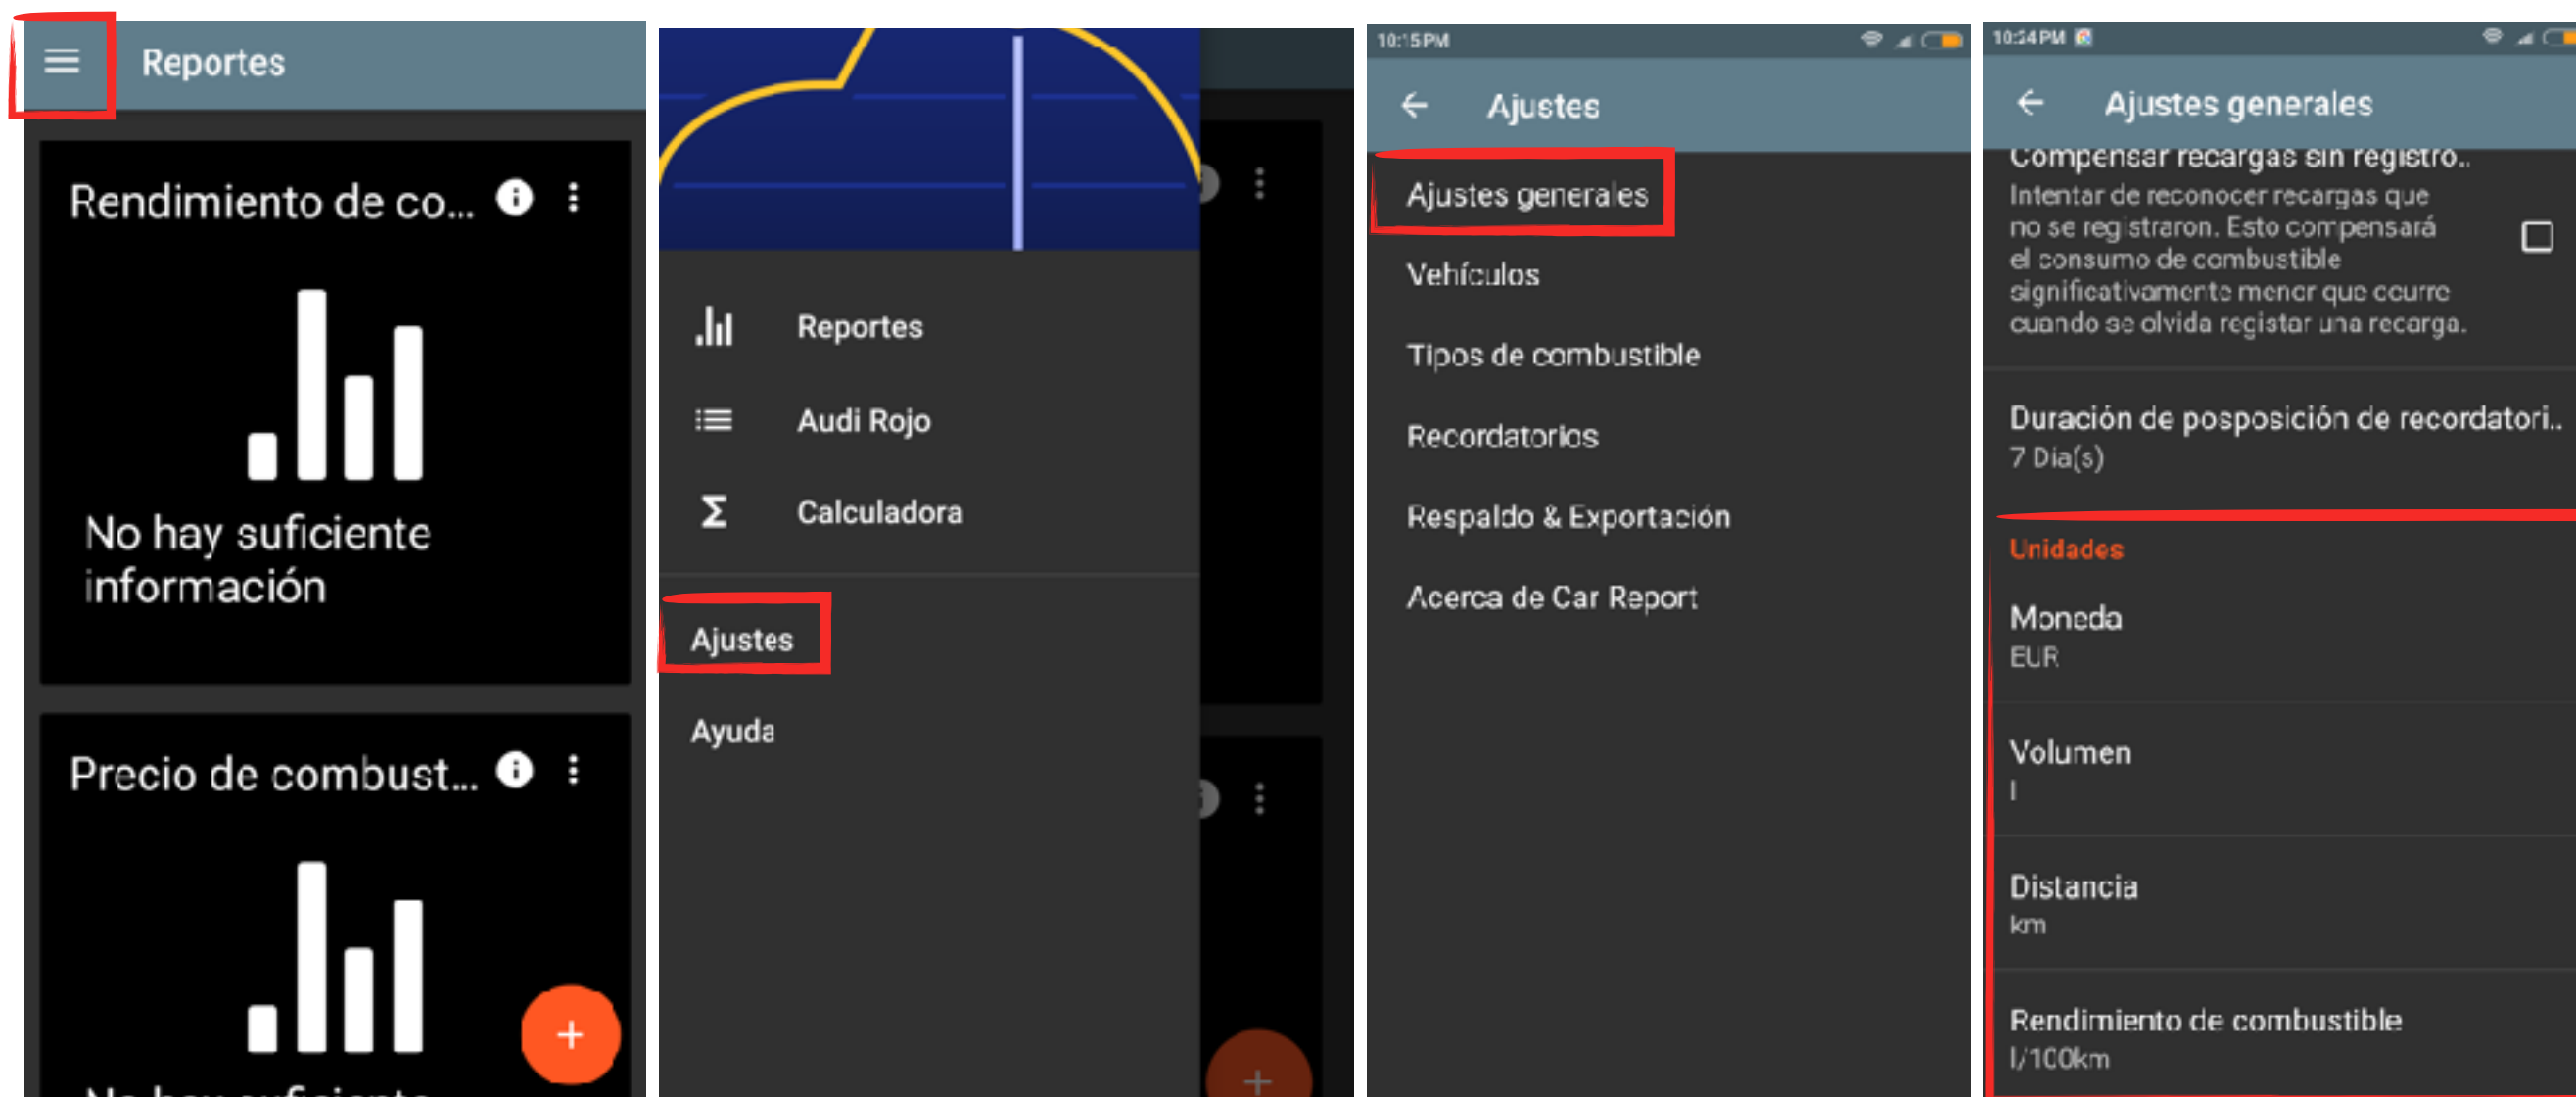 Reportes
Rendimiento de co...
No hay suficiente
información
Precio de combust...
No hay suficiente
Reportes
Audi Rojo
Calculadora
Ajustes
Ayuda
10:15 PM
Ajustes
Ajustes generales
Vehículos
Tipos de combustible
Recordatorios
Respaldo & Exportación
Acerca de Car Report
10:24 PM
Ajustes generales
Compensar recargas sin registro..
Intentar de reconocer recargas que
no se registraron. Esto compensará
el consumo de combustible
significativamente menor que ocurre
cuando se olvida registar una recarga.
Duración de posposición de recordatori..
7 Día(s)
Unidades
Moneda
EUR
Volumen
l
Distancia
km
Rendimiento de combustible
l/100km